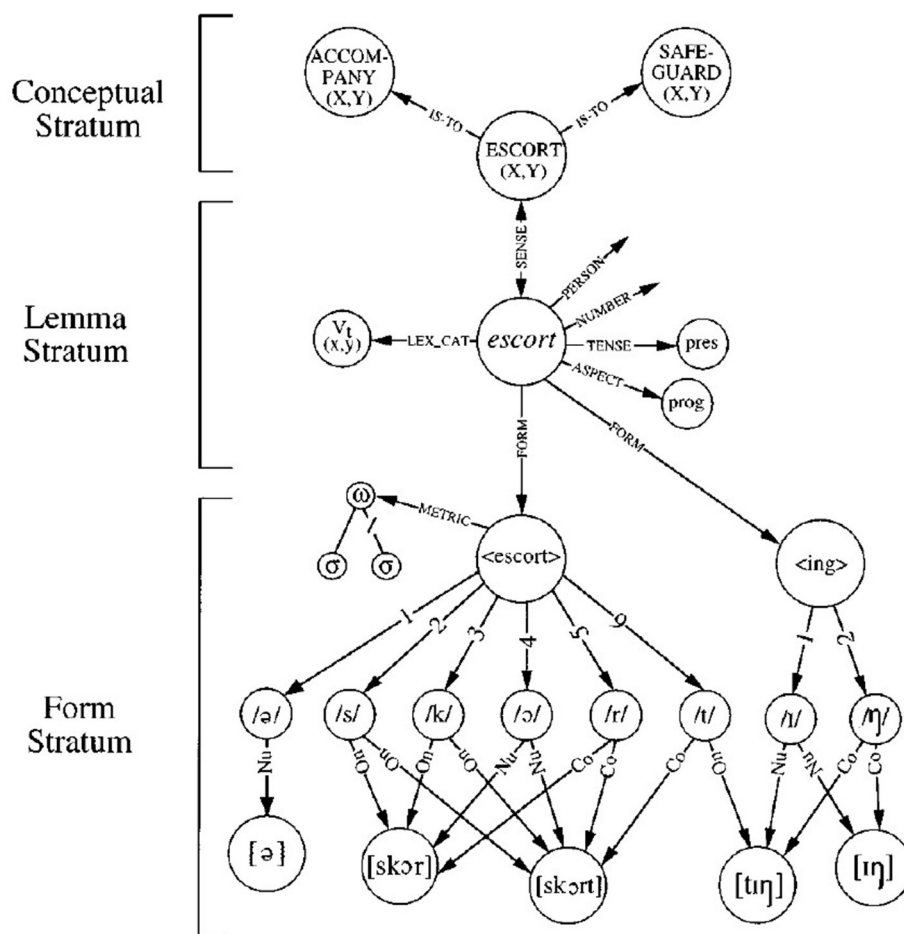 Conceptual
Stratum
ACCOM-
PANY
(X,Y)
SAFE-
GUARD
(X,Y)
IS-TO
IS-TO
ESCORT
(X,Y)
SENSE
Lemma
Stratum
PERSON
NUMBER
Vt
(x,y)
LEX_CAT
escort
TENSE
pres
ASPECT
prog
FORM
FORM
ω
METRIC
σ
σ
<escort>
<ing>
1
2
3
4
5
6
1
2
Form
Stratum
/ə/
/s/
/k/
/ɔ/
/r/
/t/
/ɪ/
/ŋ/
Nu
On
On
On
On
Nu
Nu
Co
Co
Co
On
Nu
Nu
Co
Co
[ə]
[skɔr]
[skɔrt]
[tɪŋ]
[ɪŋ]